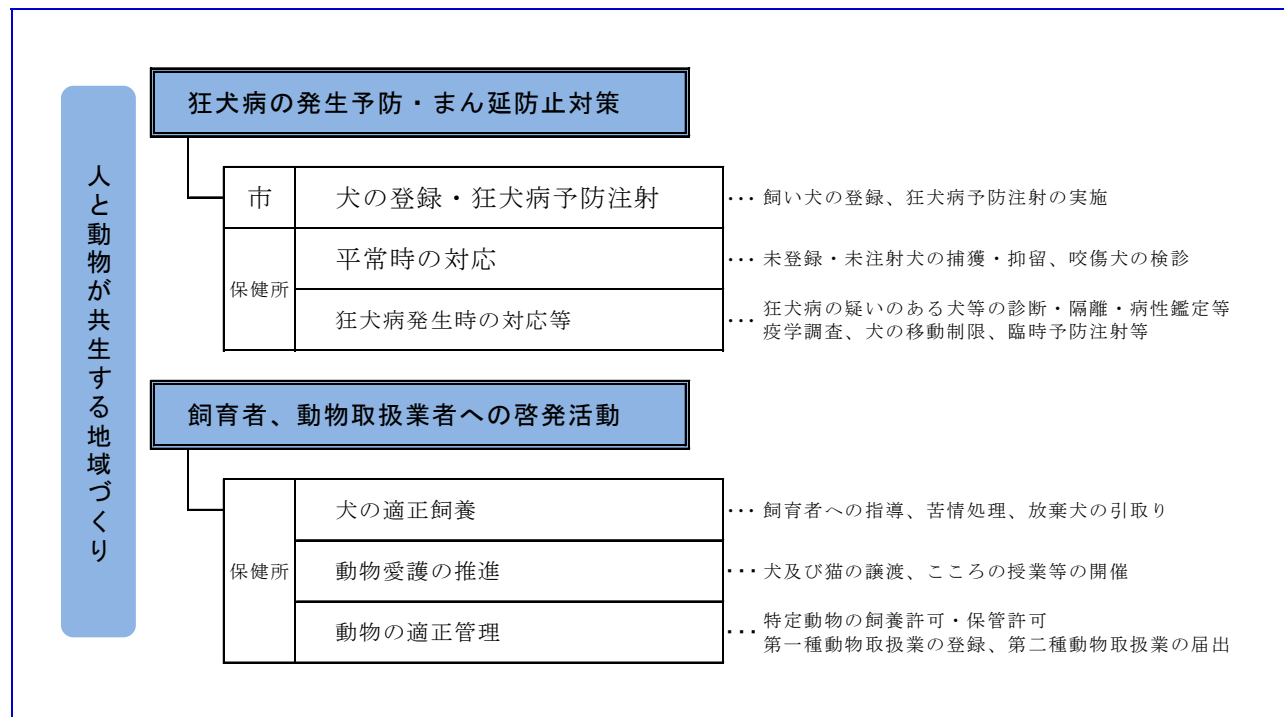 人と動物が共生する地域づくり
狂犬病の発生予防・まん延防止対策
市
犬の登録・狂犬病予防注射
･･･ 飼い犬の登録、狂犬病予防注射の実施
保健所
平常時の対応
･･･ 未登録・未注射犬の捕獲・抑留、咬傷犬の検診
狂犬病発生時の対応等
･･･ 狂犬病の疑いのある犬等の診断・隔離・病性鑑定等
疫学調査、犬の移動制限、臨時予防注射等
飼育者、動物取扱業者への啓発活動
保健所
犬の適正飼養
･･･ 飼育者への指導、苦情処理、放棄犬の引取り
動物愛護の推進
･･･ 犬及び猫の譲渡、こころの授業等の開催
動物の適正管理
･･･ 特定動物の飼養許可・保管許可
第一種動物取扱業の登録、第二種動物取扱業の届出